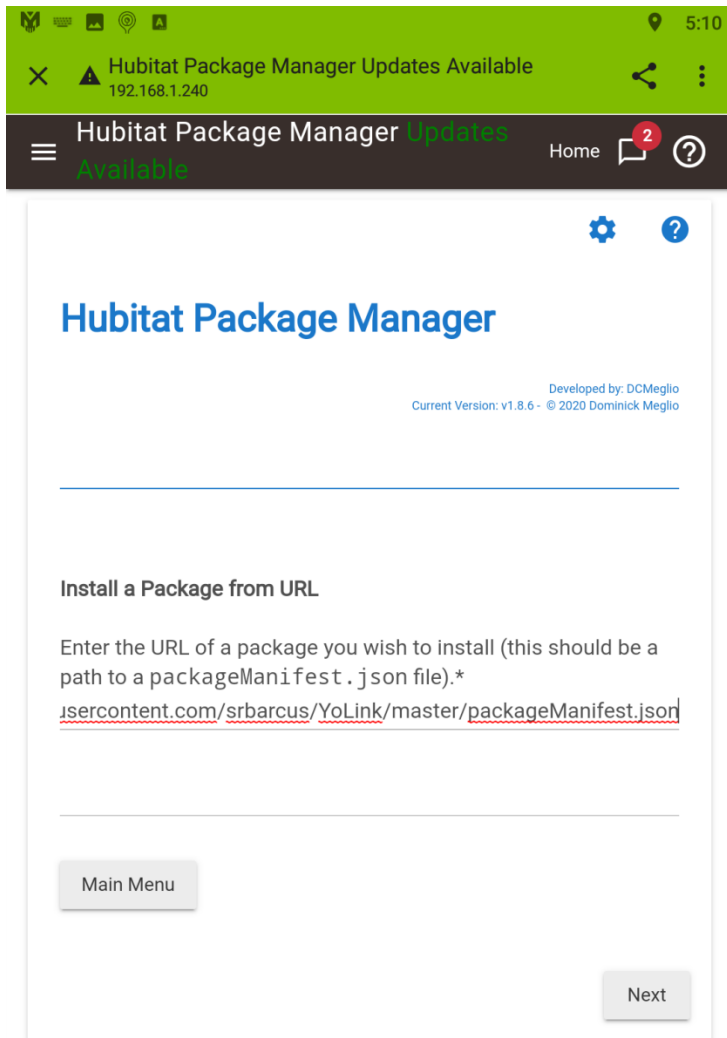 5:10
Hubitat Package Manager Updates Available
192.168.1.240
Hubitat Package Manager Updates
Available
Home
2
Hubitat Package Manager
Developed by: DCMeglio
Current Version: v1.8.6 - © 2020 Dominick Meglio
Install a Package from URL
Enter the URL of a package you wish to install (this should be a
path to a packageManifest.json file).*
usercontent.com/srbarcus/YoLink/master/packageManifest.json
Main Menu
Next